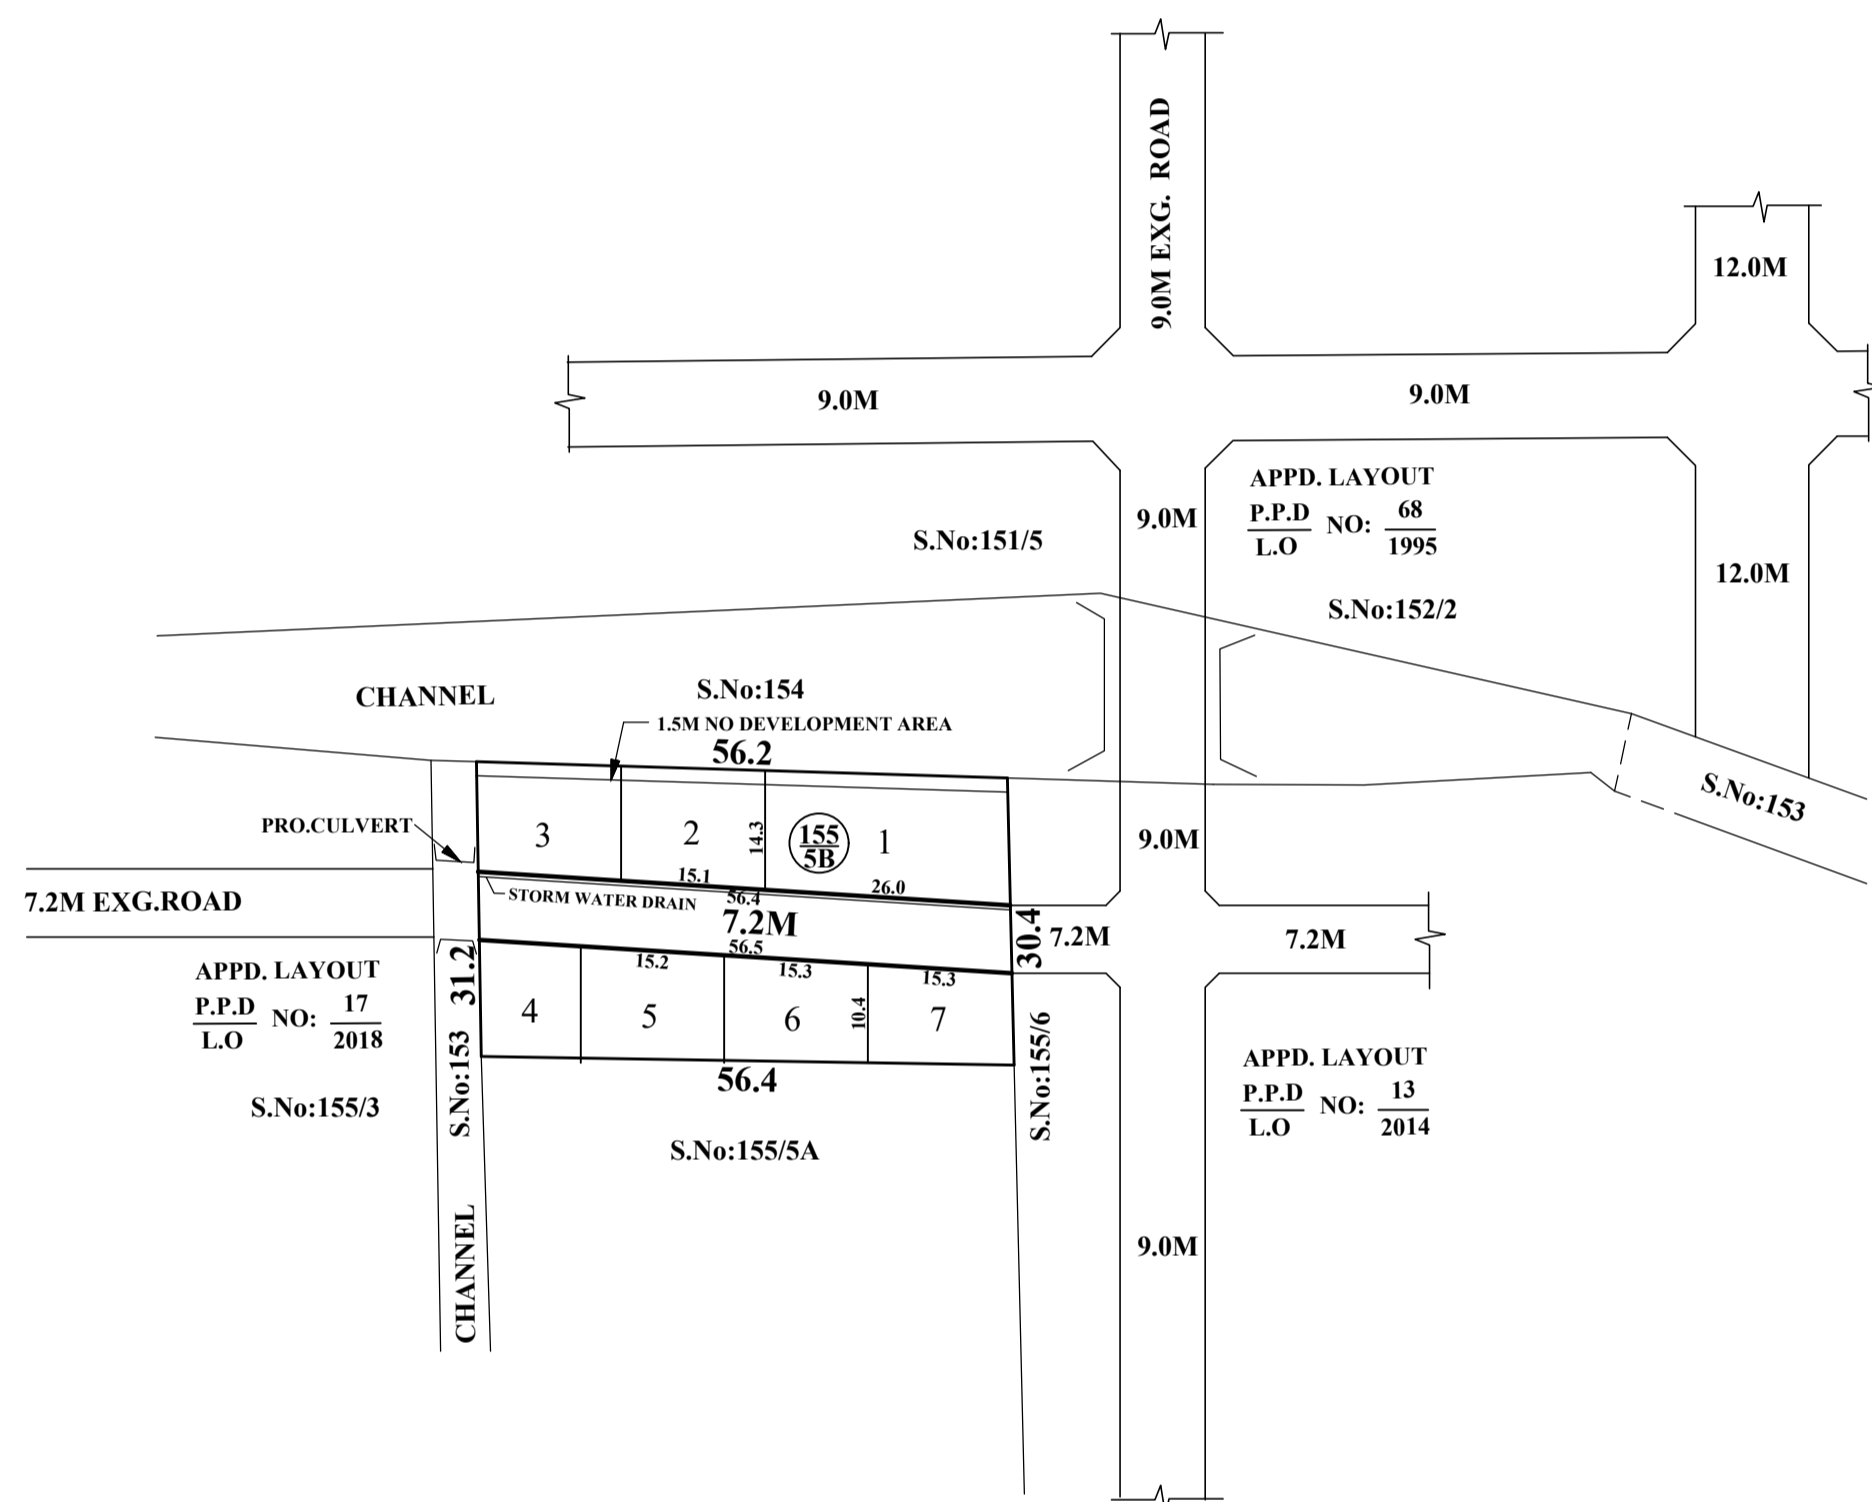 9.0M EXG. ROAD
12.0M
9.0M
9.0M
9.0M
APPD. LAYOUT
P.P.D
L.O
NO:
68
1995
S.No:151/5
12.0M
S.No:152/2
CHANNEL
S.No:154
1.5M NO DEVELOPMENT AREA
56.2
S.No:153
PRO.CULVERT
3
2
14.3
155
5B
1
9.0M
15.1
26.0
7.2M EXG.ROAD
STORM WATER DRAIN
56.4
7.2M
56.5
30.4
7.2M
7.2M
APPD. LAYOUT
P.P.D
L.O
NO:
17
2018
S.No:155/3
31.2
S.No:153
CHANNEL
15.2
15.3
15.3
4
5
6
10.4
7
56.4
S.No:155/5A
S.No:155/6
APPD. LAYOUT
P.P.D
L.O
NO:
13
2014
9.0M